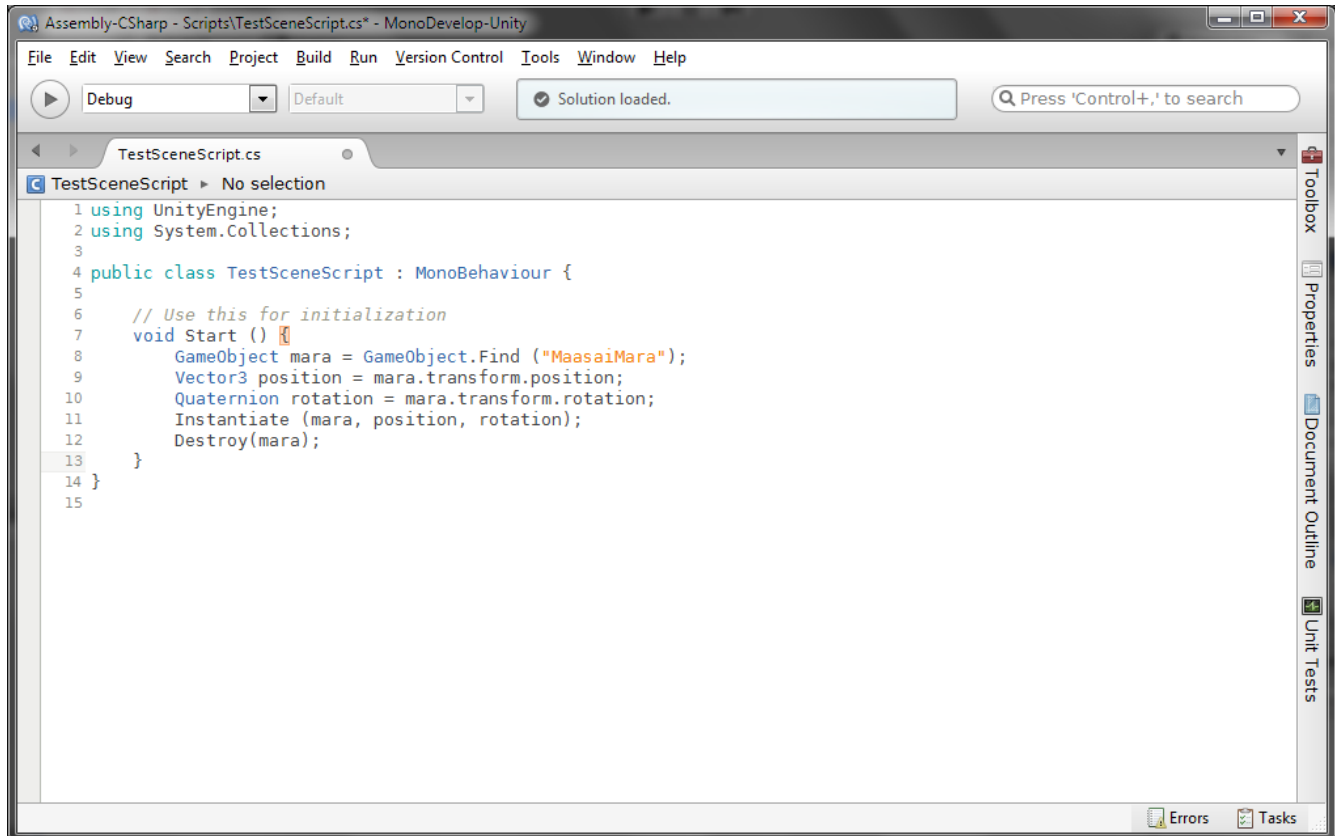 Assembly-CSharp - Scripts\TestSceneScript.cs* - MonoDevelop-Unity
File Edit View Search Project Build Run Version Control Tools Window Help
Debug Default Solution loaded. Press 'Control+,' to search
TestSceneScript.cs
TestSceneScript ▸ No selection
1 using UnityEngine;
2 using System.Collections;
3
4 public class TestSceneScript : MonoBehaviour {
5
6     // Use this for initialization
7     void Start () {
8         GameObject mara = GameObject.Find ("MaasaiMara");
9         Vector3 position = mara.transform.position;
10         Quaternion rotation = mara.transform.rotation;
11         Instantiate (mara, position, rotation);
12         Destroy(mara);
13     }
14 }
15
Toolbox
Properties
Document Outline
Unit Tests
Errors Tasks